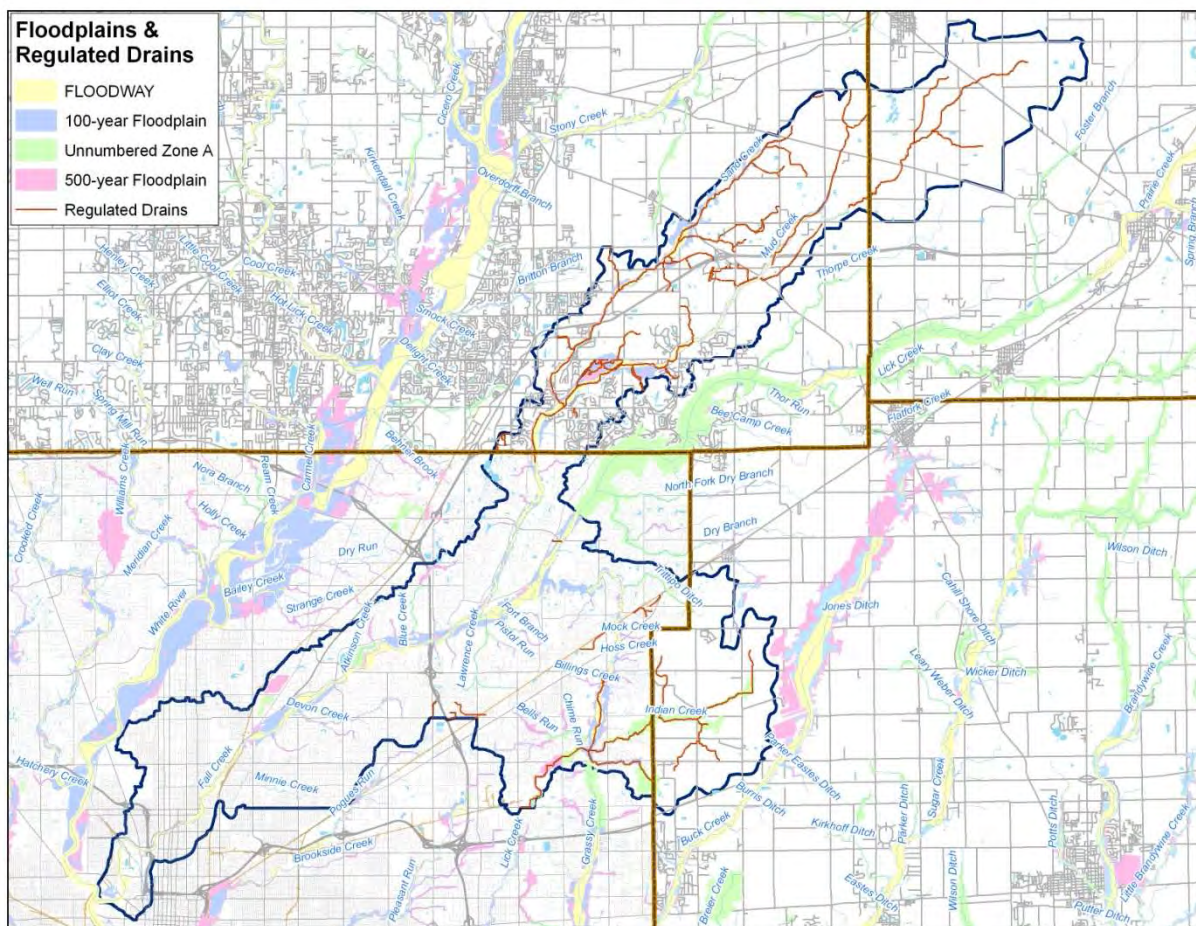 Floodplains &
Regulated Drains
FLOODWAY
100-year Floodplain
Unnumbered Zone A
500-year Floodplain
Regulated Drains
Cicero Creek
Stony Creek
Foster Branch
Kirkendall Creek
Overdorff Branch
Sand Creek
Prairie Creek
Spring Branch
Henley Creek
Little Cool Creek
Cool Creek
Britton Branch
Mud Creek
Thorpe Creek
Elliot Creek
Hot Lick Creek
Smock Creek
Clay Creek
Delight Creek
Lick Creek
Well Run
Spring Mill Run
Thor Run
Bee Camp Creek
Flatfork Creek
Behner Brook
Carmel Creek
Williams Creek
Nora Branch
Ream Creek
North Fork Dry Branch
Crooked Creek
Meridian Creek
Holly Creek
Dry Run
Dry Branch
Wilson Ditch
White River
Bailey Creek
Strange Creek
Trittipo Ditch
Cahill Shore Ditch
Atkinson Creek
Blue Creek
Lawrence Creek
Fort Branch
Pistol Run
Mock Creek
Hoss Creek
Jones Ditch
Billings Creek
Leary Weber Ditch
Wicker Ditch
Brandywine Creek
Devon Creek
Bells Run
Chime Run
Indian Creek
Fall Creek
Hatchery Creek
Minnie Creek
Pogues Run
Parker Eastes Ditch
Burris Ditch
Sugar Creek
Parker Ditch
Kirkhoff Ditch
Buck Creek
Potts Ditch
Brookside Creek
Lick Creek
Grassy Creek
Pleasant Run
Eastes Ditch
Wilson Ditch
Little Brandywine Creek
Putter Ditch